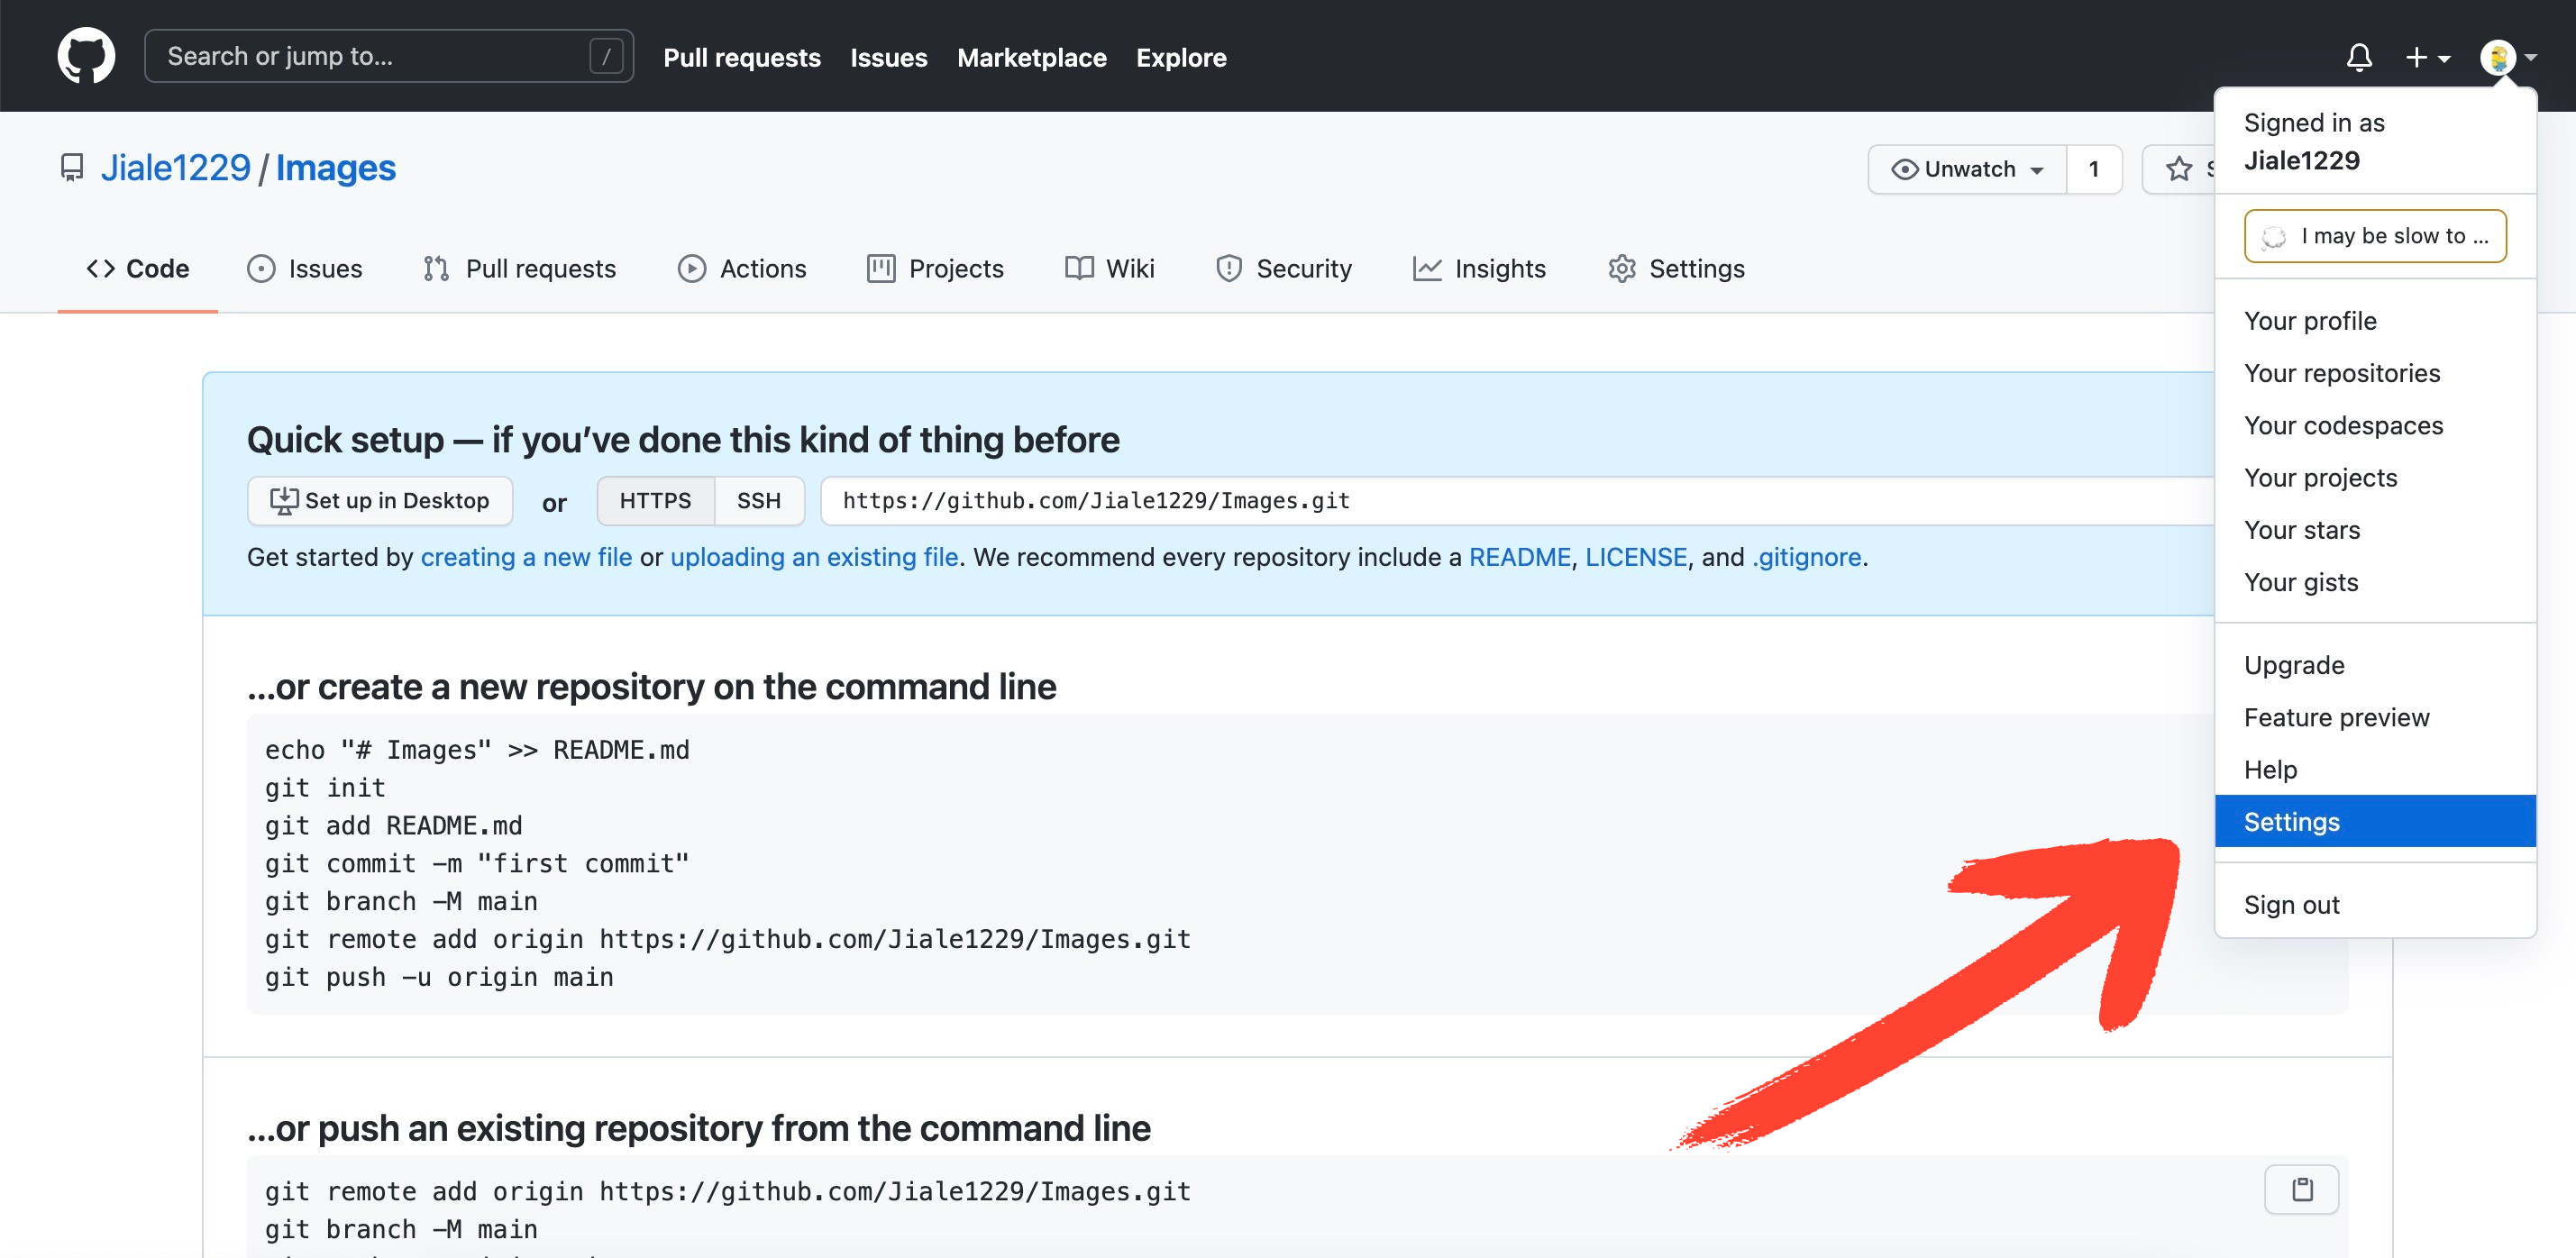 Search or jump to... / Pull requests Issues Marketplace Explore
Signed in as
Jiale1229
Jiale1229 / Images
Unwatch 1
I may be slow to ...
Code Issues Pull requests Actions Projects Wiki Security Insights Settings
Your profile
Your repositories
Your codespaces
Your projects
Your stars
Your gists
Upgrade
Feature preview
Help
Settings
Sign out
Quick setup — if you’ve done this kind of thing before
Set up in Desktop or HTTPS SSH https://github.com/Jiale1229/Images.git
Get started by creating a new file or uploading an existing file. We recommend every repository include a README, LICENSE, and .gitignore.
...or create a new repository on the command line
echo "# Images" >> README.md
git init
git add README.md
git commit -m "first commit"
git branch -M main
git remote add origin https://github.com/Jiale1229/Images.git
git push -u origin main
...or push an existing repository from the command line
git remote add origin https://github.com/Jiale1229/Images.git
git branch -M main